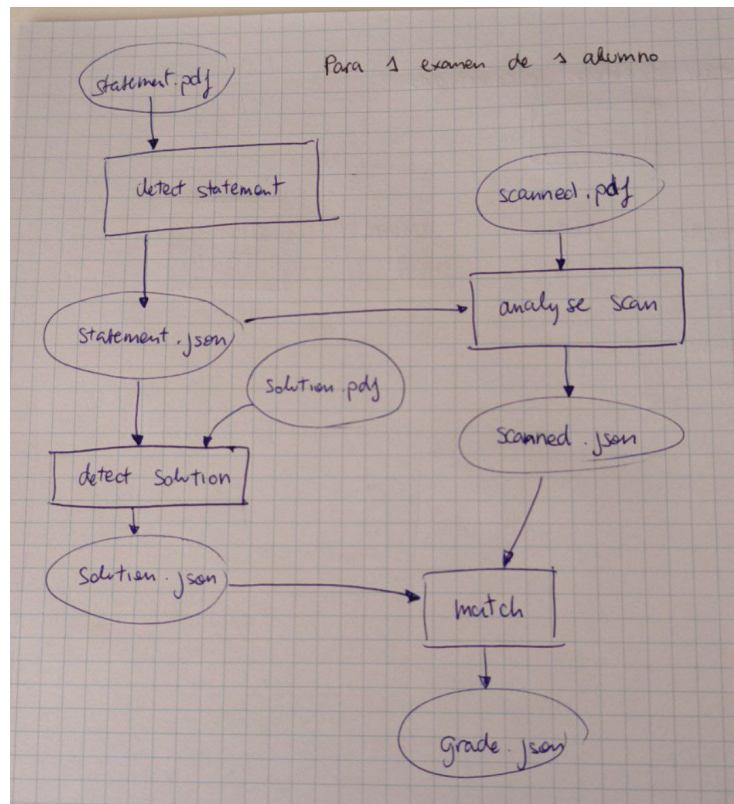 Para 1 examen de 1 alumno
statement.pdf
detect statement
scanned.pdf
analyse scan
statement.json
solution.pdf
scanned.json
detect solution
solution.json
match
grade.json